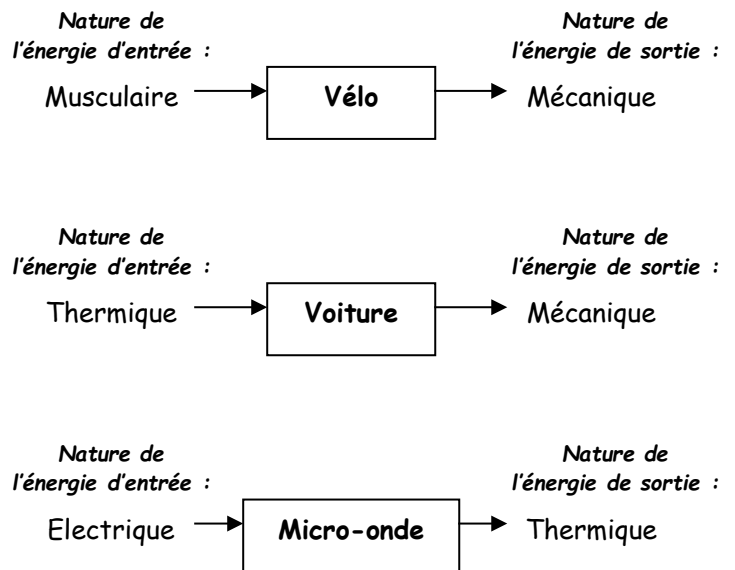 Nature de
l'énergie d'entrée :
Nature de
l'énergie de sortie :
Musculaire
Vélo
Mécanique
Nature de
l'énergie d'entrée :
Nature de
l'énergie de sortie :
Thermique
Voiture
Mécanique
Nature de
l'énergie d'entrée :
Nature de
l'énergie de sortie :
Electrique
Micro-onde
Thermique